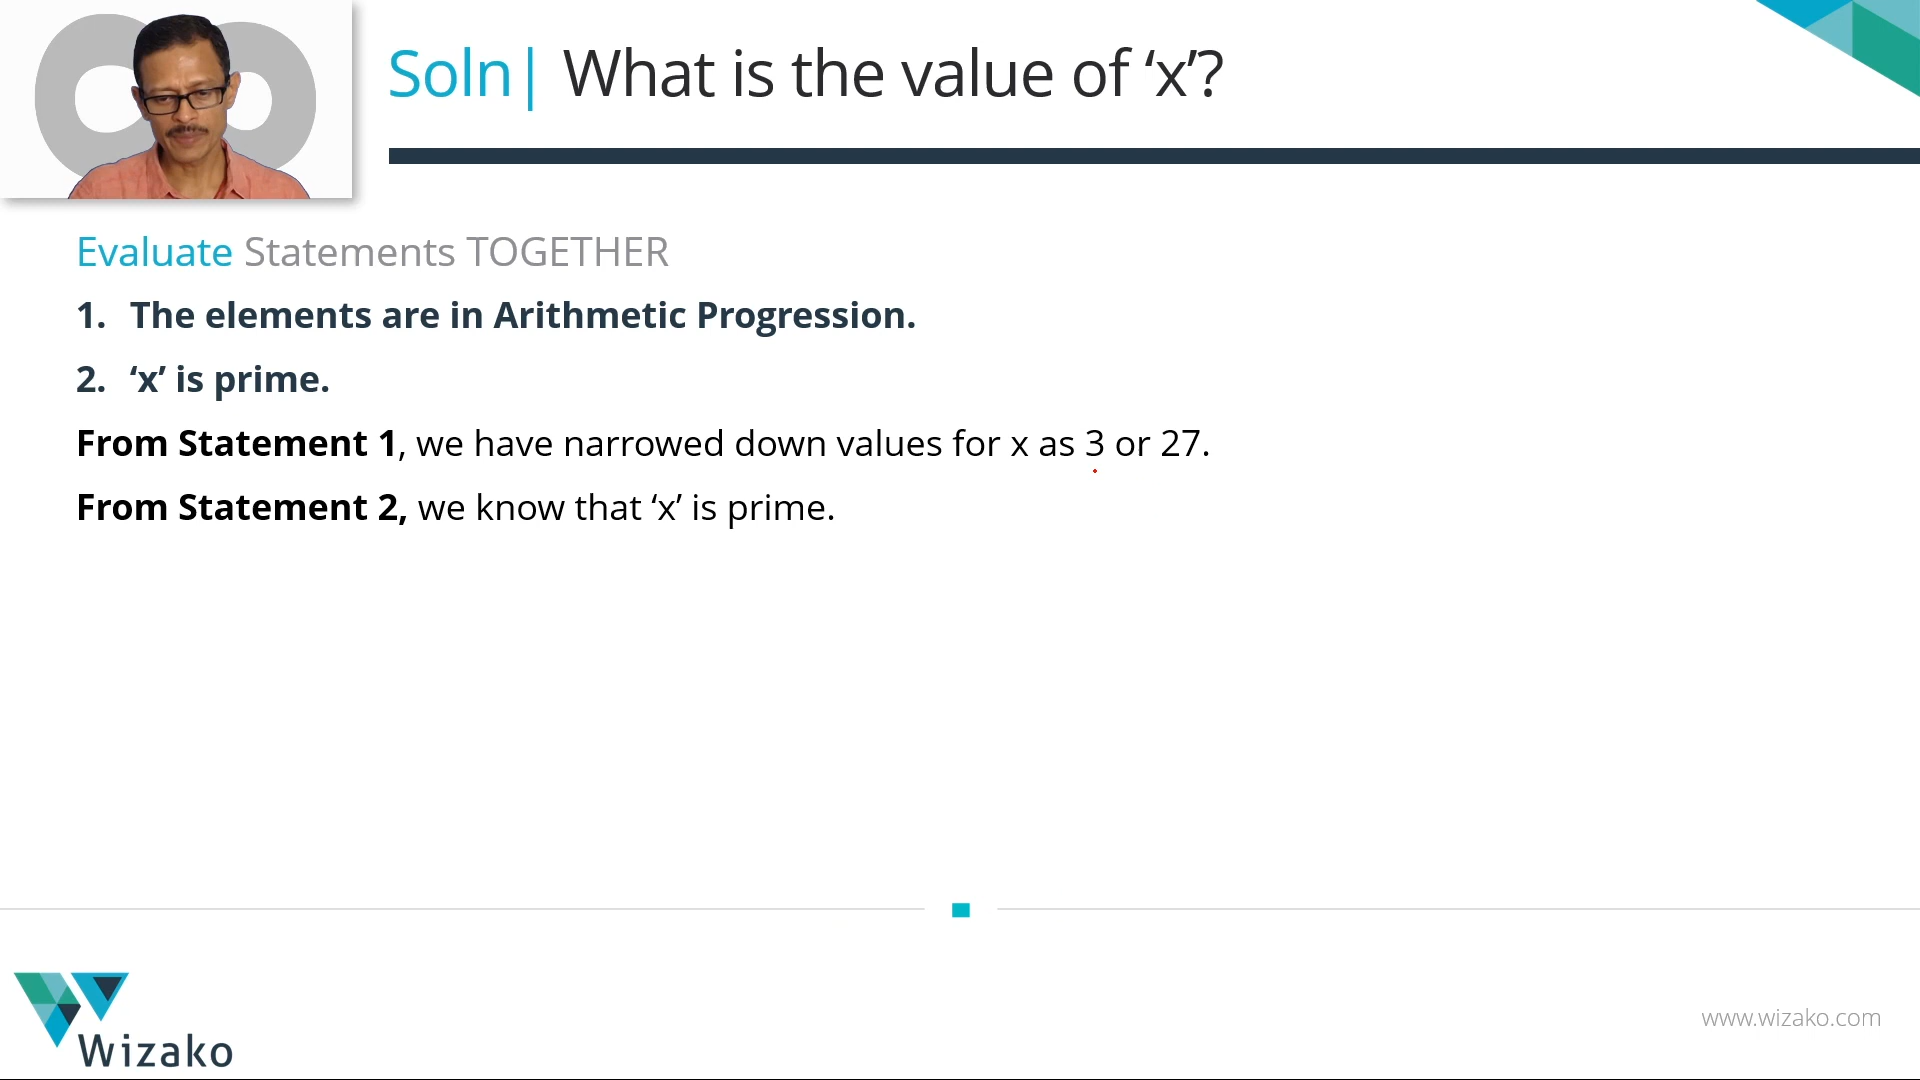 Soln| What is the value of ‘x’?
Evaluate Statements TOGETHER
1. The elements are in Arithmetic Progression.
2. ‘x’ is prime.
From Statement 1, we have narrowed down values for x as 3 or 27.
From Statement 2, we know that ‘x’ is prime.
Wizako
www.wizako.com